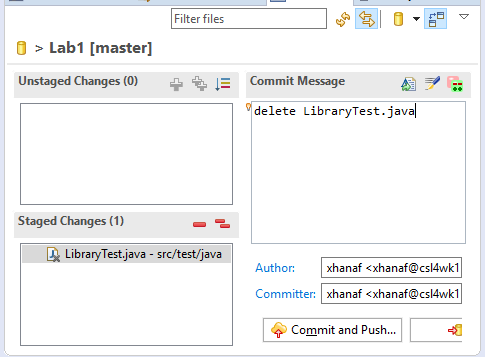 Filter files
> Lab1 [master]
Unstaged Changes (0)
Commit Message
delete LibraryTest.java
Staged Changes (1)
LibraryTest.java - src/test/java
Author:
xhanaf <xhanaf@csl4wk1
Committer:
xhanaf <xhanaf@csl4wk1
Commit and Push...